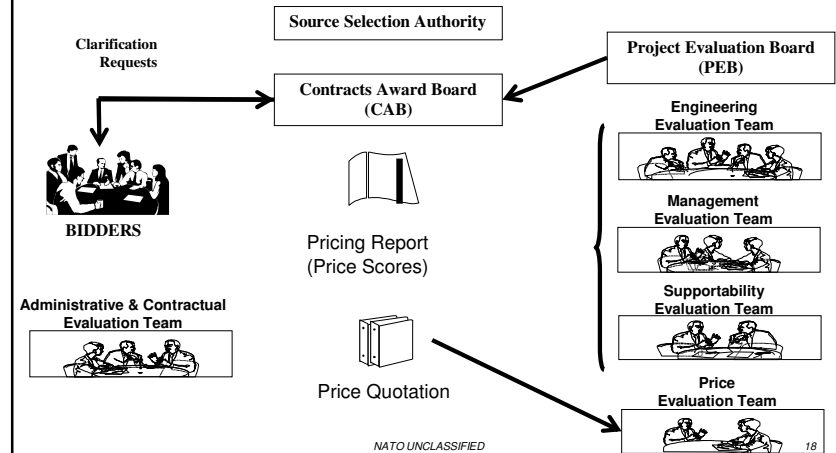 Source Selection Authority
Clarification
Requests
Project Evaluation Board
(PEB)
Contracts Award Board
(CAB)
BIDDERS
Engineering
Evaluation Team
Management
Evaluation Team
Supportability
Evaluation Team
Price
Evaluation Team
Pricing Report
(Price Scores)
Administrative & Contractual
Evaluation Team
Price Quotation
NATO UNCLASSIFIED
18